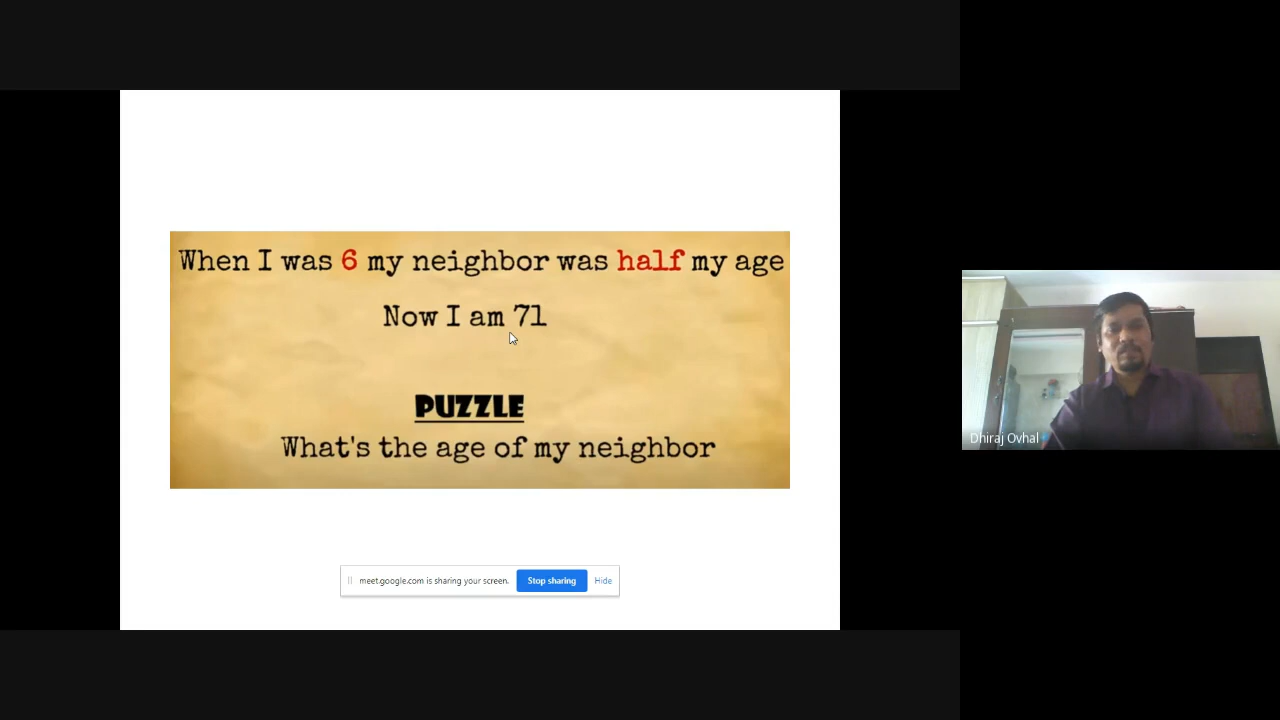 When I was 6 my neighbor was half my age
Now I am 71
PUZZLE
What's the age of my neighbor
meet.google.com is sharing your screen. Stop sharing Hide
Dhiraj Ovhal